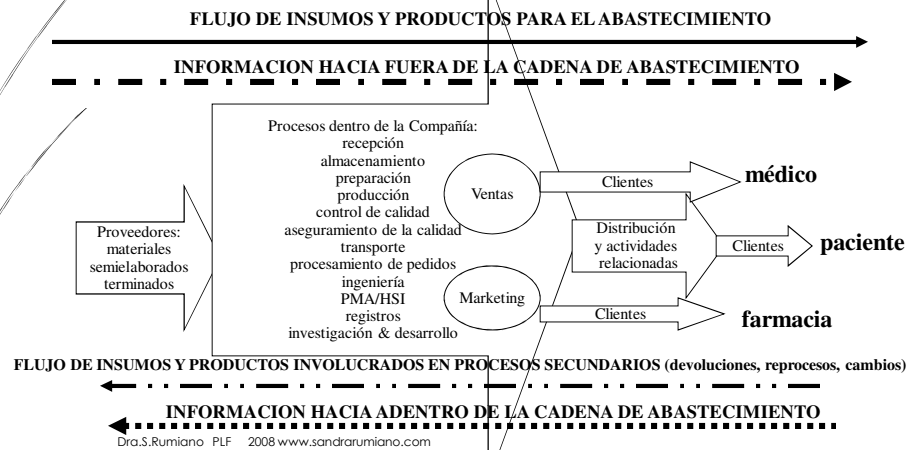 FLUJO DE INSUMOS Y PRODUCTOS PARA EL ABASTECIMIENTO
INFORMACION HACIA FUERA DE LA CADENA DE ABASTECIMIENTO
Proveedores:
materiales
semielaborados
terminados
Procesos dentro de la Compañía:
recepción
almacenamiento
preparación
producción
control de calidad
aseguramiento de la calidad
transporte
procesamiento de pedidos
ingeniería
PMA/HSI
registros
investigación & desarrollo
Ventas
Marketing
Clientes
médico
Distribución
y actividades
relacionadas
Clientes
paciente
Clientes
farmacia
FLUJO DE INSUMOS Y PRODUCTOS INVOLUCRADOS EN PROCESOS SECUNDARIOS (devoluciones, reprocesos, cambios)
INFORMACION HACIA ADENTRO DE LA CADENA DE ABASTECIMIENTO
Dra.S.Rumiano PLF 2008 www.sandrarumiano.com